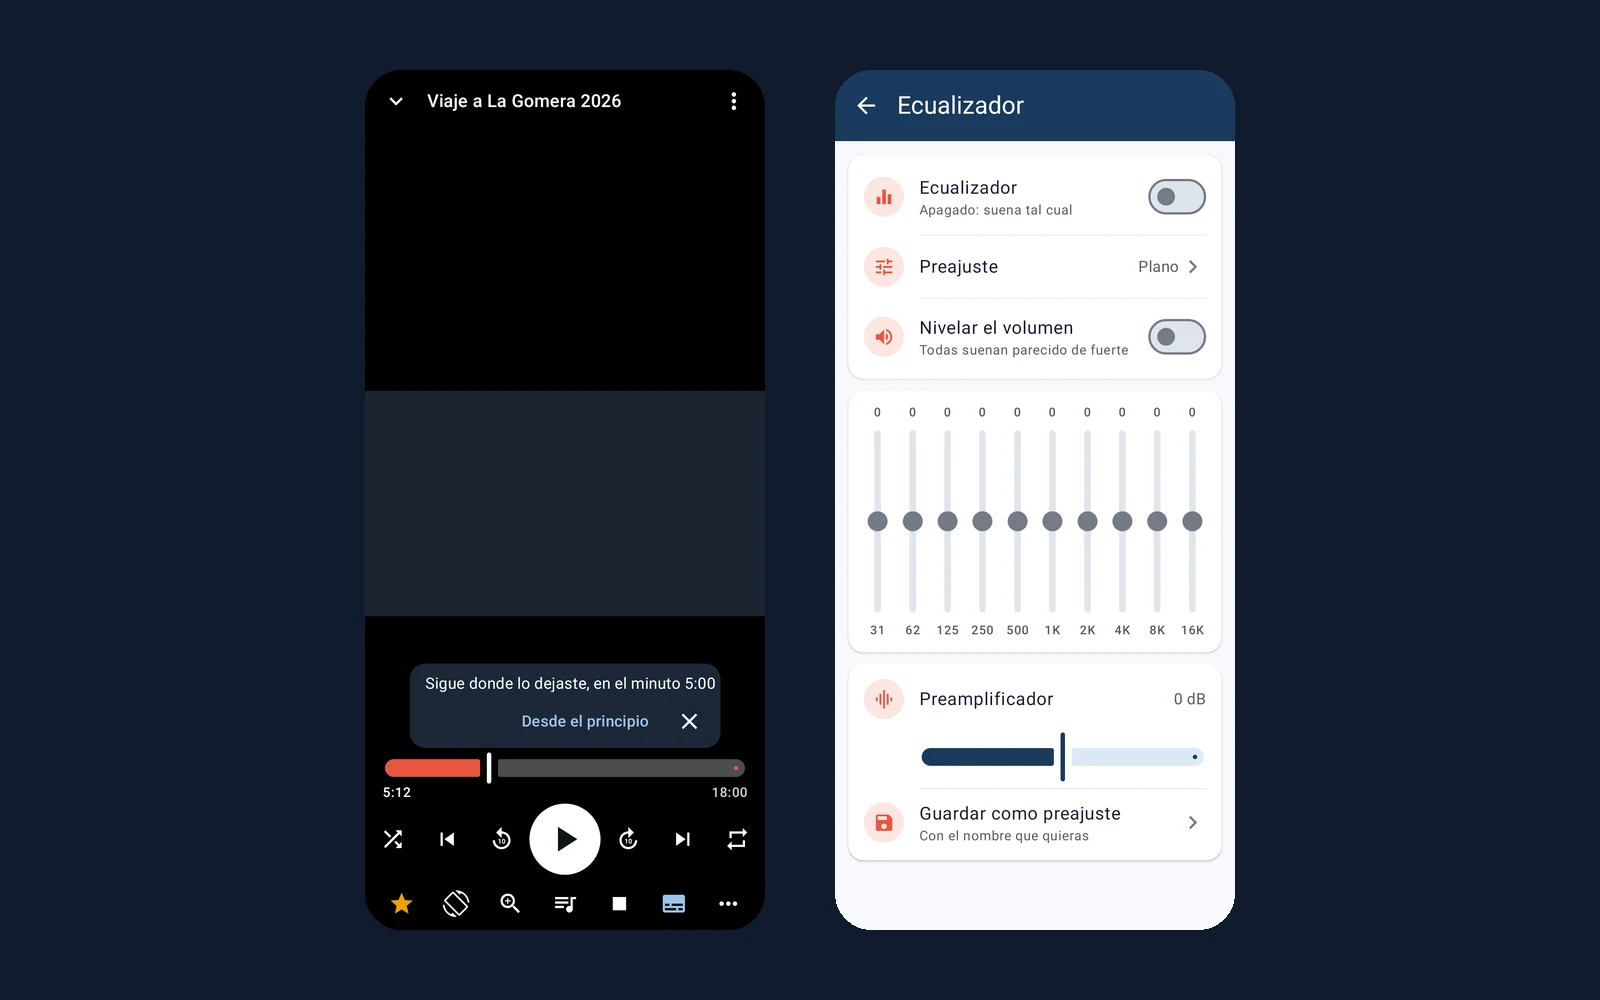 Viaje a La Gomera 2026
Sigue donde lo dejaste, en el minuto 5:00
Desde el principio
5:12
18:00
10
10
Ecualizador
Ecualizador
Apagado: suena tal cual
Preajuste
Plano
Nivelar el volumen
Todas suenan parecido de fuerte
0 0 0 0 0 0 0 0 0 0
31 62 125 250 500 1K 2K 4K 8K 16K
Preamplificador
0 dB
Guardar como preajuste
Con el nombre que quieras